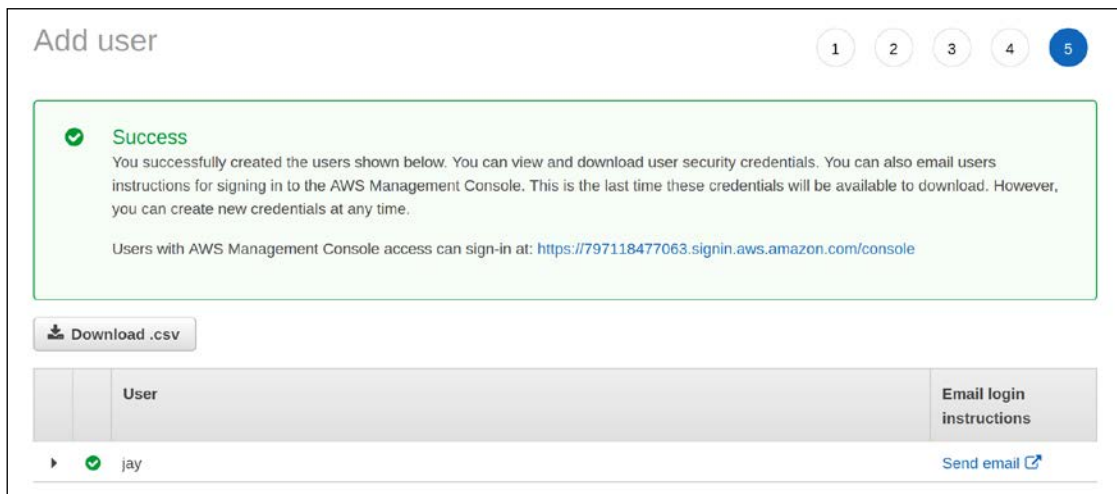 Add user
1 2 3 4 5
Success
You successfully created the users shown below. You can view and download user security credentials. You can also email users
instructions for signing in to the AWS Management Console. This is the last time these credentials will be available to download. However,
you can create new credentials at any time.
Users with AWS Management Console access can sign-in at: https://797118477063.signin.aws.amazon.com/console
Download .csv
User
Email login
instructions
jay
Send email